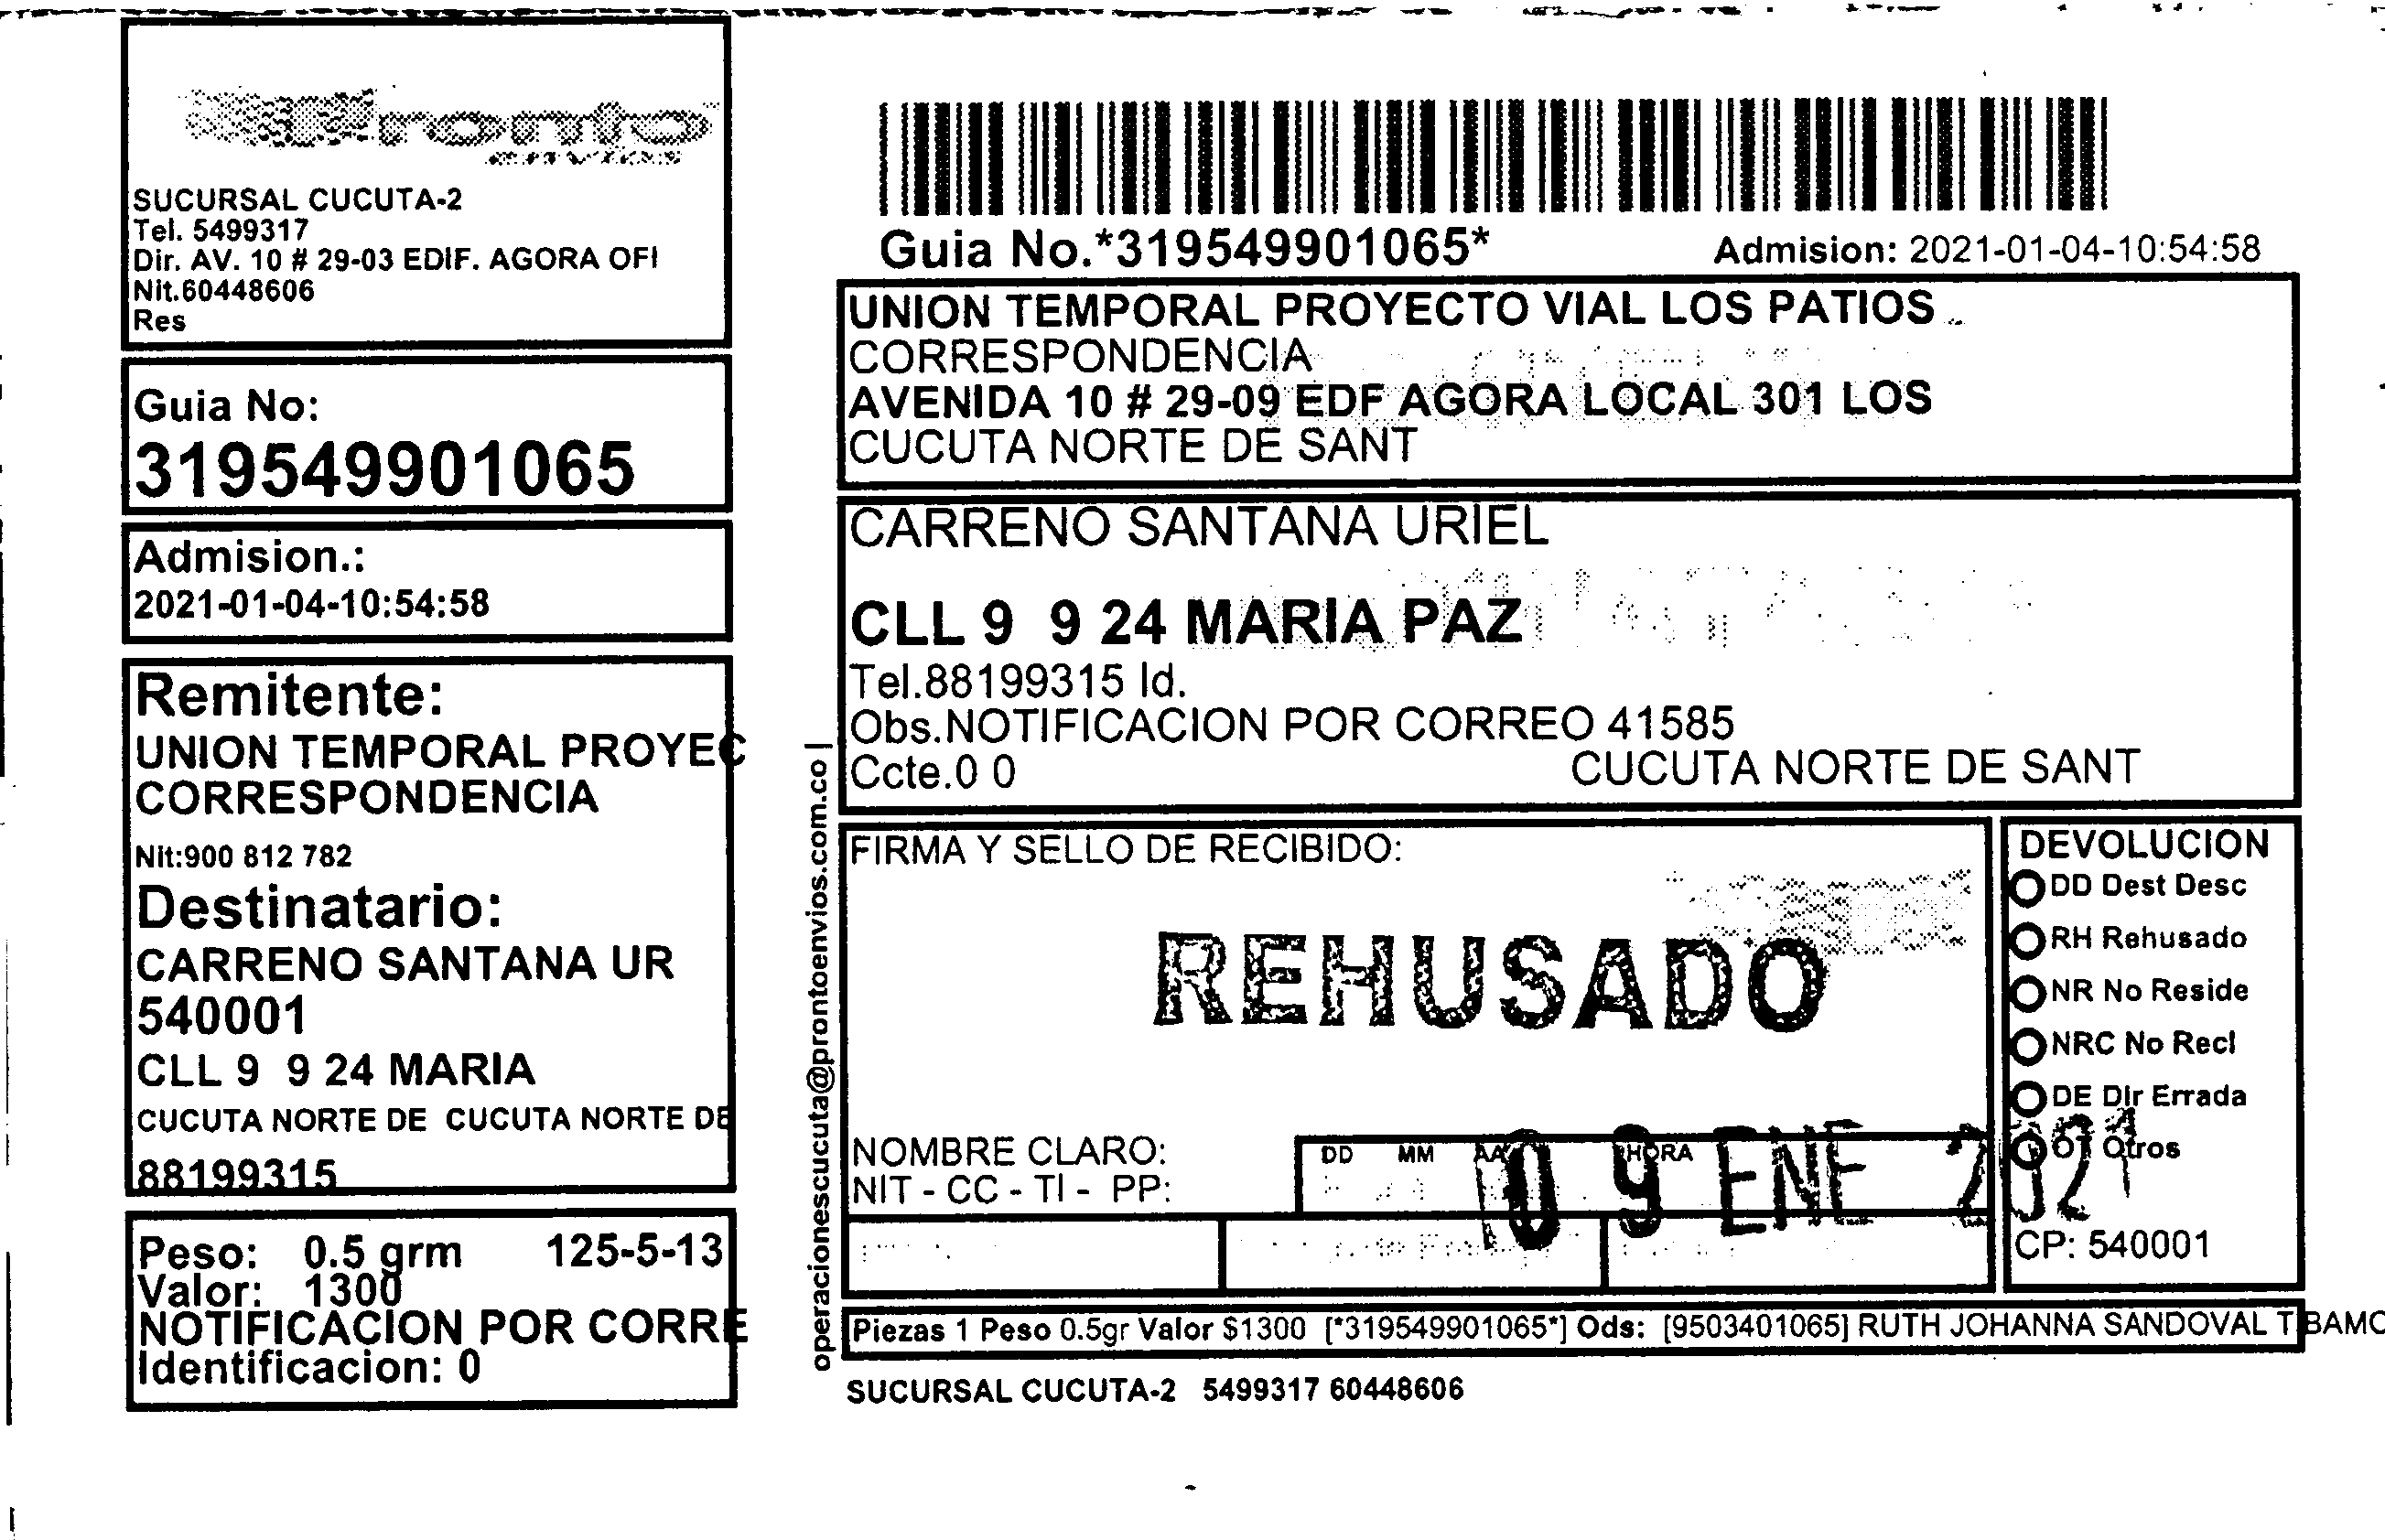 Pronto
envios
SUCURSAL CUCUTA-2
Tel. 5499317
Dir. AV. 10 # 29-03 EDIF. AGORA OFI
Nit.60448606
Res
Guia No:
319549901065
Admision.:
2021-01-04-10:54:58
Remitente:
UNION TEMPORAL PROYEC
CORRESPONDENCIA
Nit:900 812 782
Destinatario:
CARRENO SANTANA UR
540001
CLL 9 9 24 MARIA
CUCUTA NORTE DE CUCUTA NORTE DE
88199315
Peso: 0.5 grm 125-5-13
Valor: 1300
NOTIFICACION POR CORRE
Identificacion: 0
operacionescucuta@prontoenvios.com.co |
Guia No.*319549901065* Admision: 2021-01-04-10:54:58
UNION TEMPORAL PROYECTO VIAL LOS PATIOS
CORRESPONDENCIA
AVENIDA 10 # 29-09 EDF AGORA LOCAL 301 LOS
CUCUTA NORTE DE SANT
CARRENO SANTANA URIEL
CLL 9 9 24 MARIA PAZ
Tel.88199315 Id.
Obs.NOTIFICACION POR CORREO 41585
Ccte.0 0 CUCUTA NORTE DE SANT
FIRMA Y SELLO DE RECIBIDO:
REHUSADO
NOMBRE CLARO:
NIT - CC - TI - PP:
DD MM AA HORA
09 ENE 2021
DEVOLUCION
DD Dest Desc
RH Rehusado
NR No Reside
NRC No Recl
DE Dir Errada
OT Otros
CP: 540001
Piezas 1 Peso 0.5gr Valor $1300 [*319549901065*] Ods: [9503401065] RUTH JOHANNA SANDOVAL TIBAMO
SUCURSAL CUCUTA-2 5499317 60448606